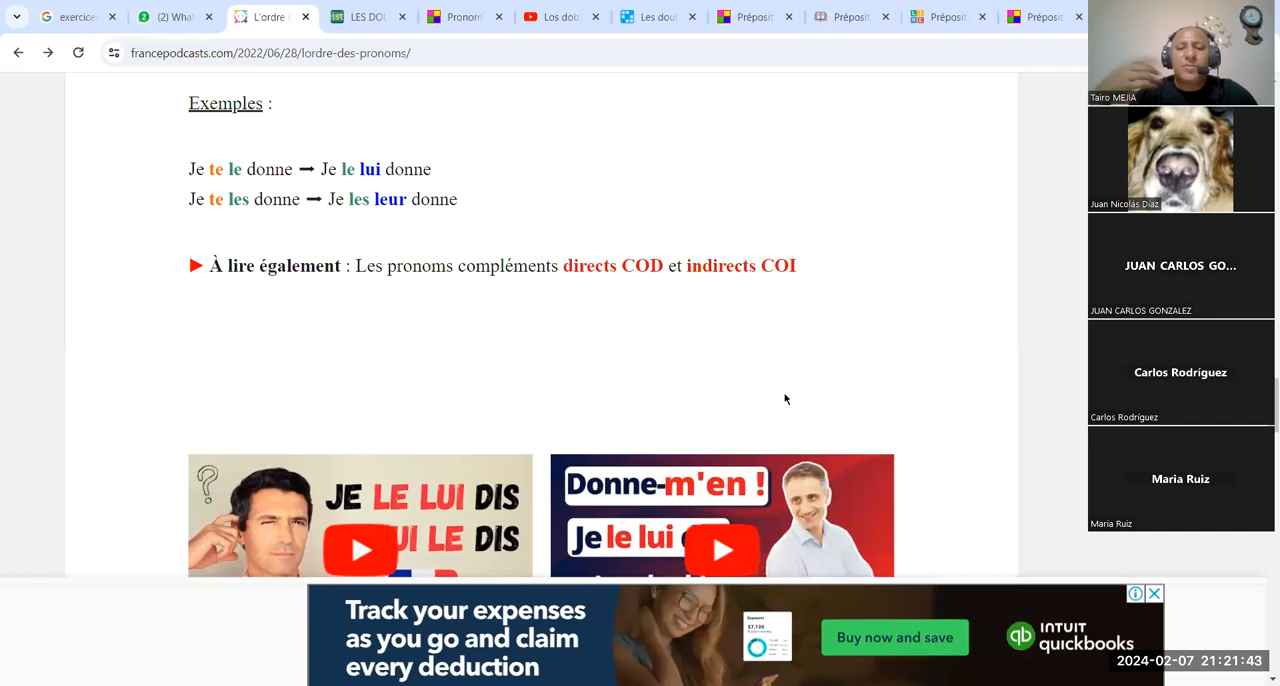 exercice
(2) What
L'ordre
LES DOU
Pronom
Los dob
Les doul
Préposit
Préposit
Préposit
Préposit
francepodcasts.com/2022/06/28/lordre-des-pronoms/
Exemples :
Je te le donne ➞ Je le lui donne
Je te les donne ➞ Je les leur donne
► À lire également : Les pronoms compléments directs COD et indirects COI
JE LE LUI DIS
LUI LE DIS
Donne-m'en !
Je le lui
Track your expenses
as you go and claim
every deduction
Buy now and save
INTUIT
quickbooks
Tairo MEJIA
Juan Nicolás Díaz
JUAN CARLOS GO...
JUAN CARLOS GONZALEZ
Carlos Rodríguez
Carlos Rodríguez
Maria Ruiz
Maria Ruiz
2024-02-07 21:21:43